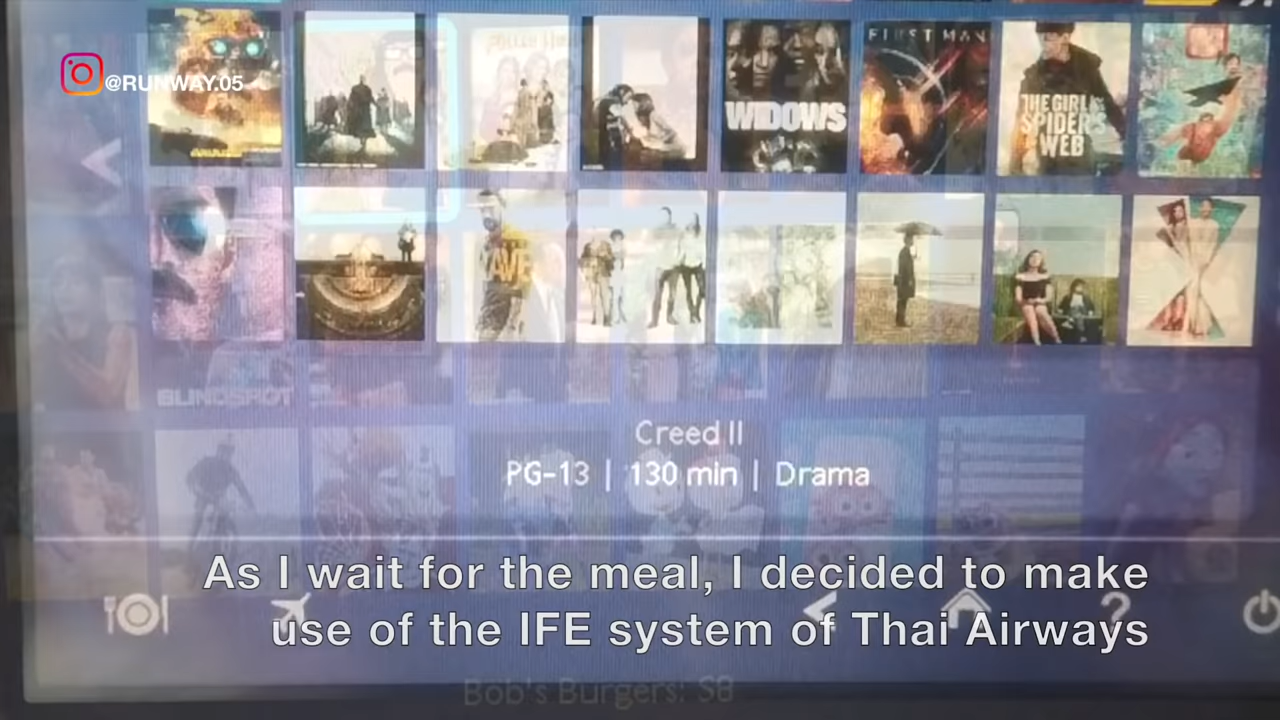 @RUNWAY.05
WIDOWS
FIRST MAN
THE GIRL IN
SPIDER'S
WEB
BLINDSPOT
Creed II
PG-13 | 130 min | Drama
As I wait for the meal, I decided to make
use of the IFE system of Thai Airways
?
Bob's Burgers: S8